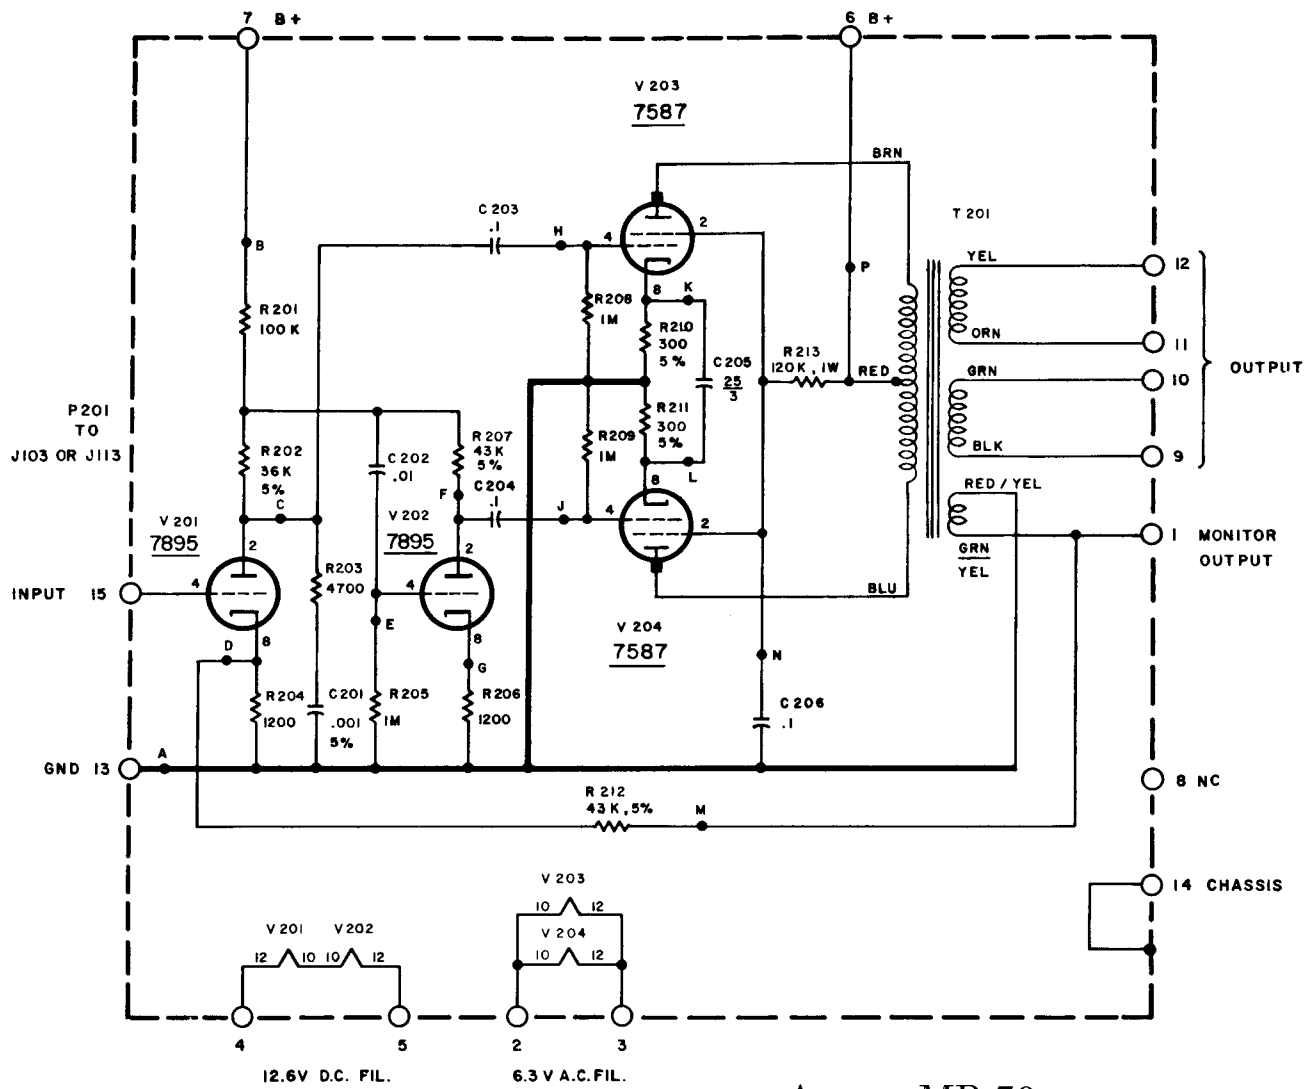 7 B+
6 B+
V 203
7587
BRN
C 203
.1
H
4
2
T 201
B
YEL
12
P
8
K
R 201
100 K
R 208
1M
R 210
300
5%
ORN
11
C 205
25
3
R 213
120K, 1W
RED
GRN
10
OUTPUT
P 201
TO
J103 OR J113
R 202
36K
5%
C 202
.01
R 207
43K
5%
R 209
1M
R 211
300
5%
BLK
9
C
F
C 204
.1
J
8
L
RED / YEL
V 201
7895
2
V 202
7895
2
4
2
1 MONITOR
OUTPUT
GRN
YEL
INPUT 15
4
R 203
4700
4
BLU
E
V 204
7587
D
8
8
G
N
R 204
1200
C 201
.001
5%
R 205
1M
R 206
1200
C 206
.1
GND 13
A
8 NC
R 212
43K, 5%
M
14 CHASSIS
V 203
10 12
V 201
V 202
V 204
12 10 10 12
10 12
4
5
2
3
12.6V D.C. FIL.
6.3 V A.C. FIL.